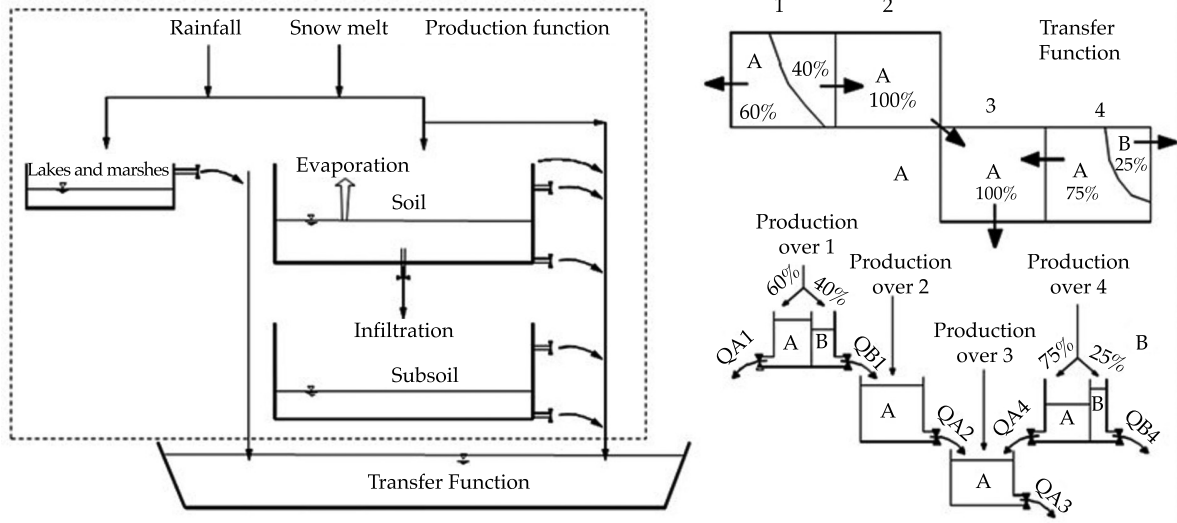 Rainfall
Snow melt
Production function
Lakes and marshes
Evaporation
Soil
Infiltration
Subsoil
Transfer Function
1
2
Transfer
Function
A
40%
60%
A
100%
3
4
A
A
100%
A
75%
B
25%
Production
over 1
60%
40%
A
B
QA1
QB1
Production
over 2
A
QA2
Production
over 3
A
QA3
Production
over 4
75%
25%
B
A
B
QA4
QB4